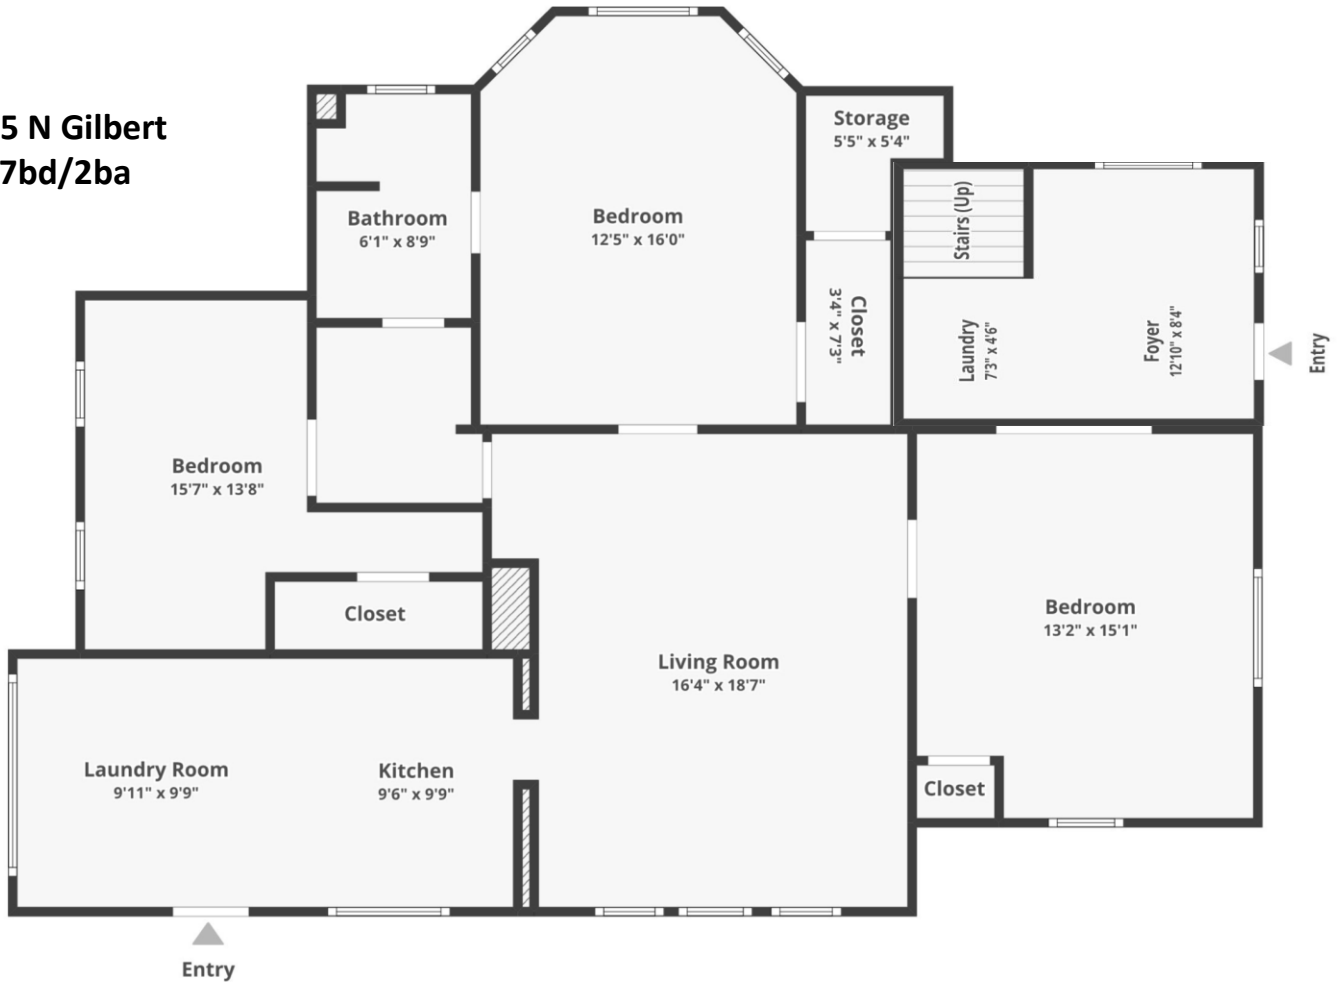 5 N Gilbert
7bd/2ba
Storage
5'5" x 5'4"
Stairs (Up)
Bathroom
6'1" x 8'9"
Bedroom
12'5" x 16'0"
Closet
3'4" x 7'3"
Laundry
7'3" x 4'6"
Foyer
12'10" x 8'4"
Entry
Bedroom
15'7" x 13'8"
Closet
Bedroom
13'2" x 15'1"
Living Room
16'4" x 18'7"
Laundry Room
9'11" x 9'9"
Kitchen
9'6" x 9'9"
Closet
Entry